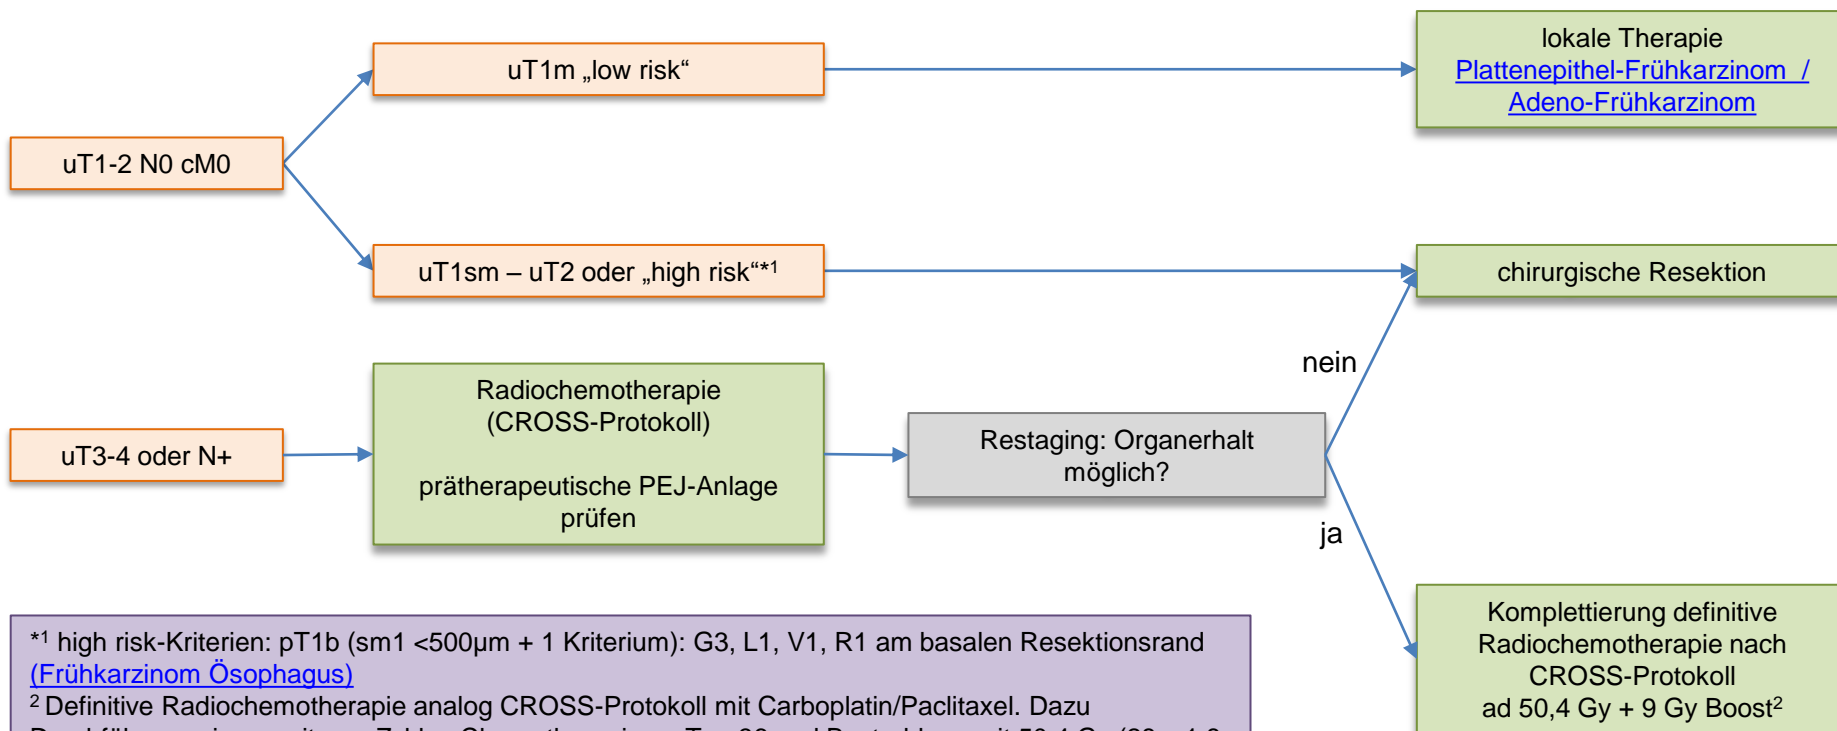 uT1m „low risk“
lokale Therapie
Plattenepithel-Frühkarzinom /
Adeno-Frühkarzinom
uT1-2 N0 cM0
uT1sm – uT2 oder „high risk“*1
chirurgische Resektion
nein
Radiochemotherapie
(CROSS-Protokoll)
prätherapeutische PEJ-Anlage
prüfen
uT3-4 oder N+
Restaging: Organerhalt
möglich?
ja
Komplettierung definitive
Radiochemotherapie nach
CROSS-Protokoll
ad 50,4 Gy + 9 Gy Boost2
*1 high risk-Kriterien: pT1b (sm1 <500µm + 1 Kriterium): G3, L1, V1, R1 am basalen Resektionsrand
(Frühkarzinom Ösophagus)
2 Definitive Radiochemotherapie analog CROSS-Protokoll mit Carboplatin/Paclitaxel. Dazu